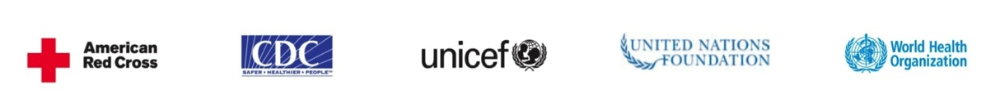 American
Red Cross
CDC
SAFER • HEALTHIER • PEOPLE™
unicef
UNITED NATIONS
FOUNDATION
World Health
Organization